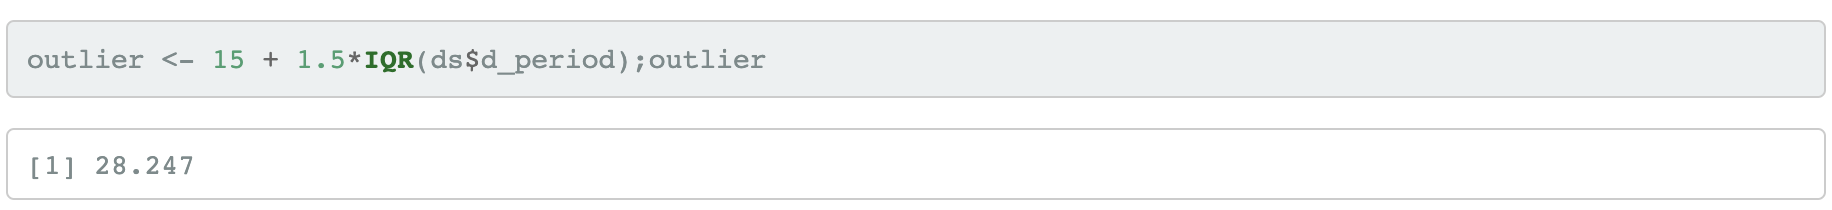 outlier <- 15 + 1.5*IQR(ds$d_period);outlier
[1] 28.247